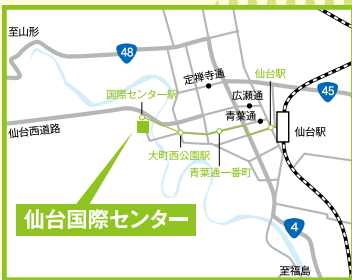 至山形
48
定禅寺通
仙台駅
国際センター駅
広瀬通
45
青葉通
仙台西道路
仙台駅
大町西公園駅
青葉通一番町
仙台国際センター
4
至福島